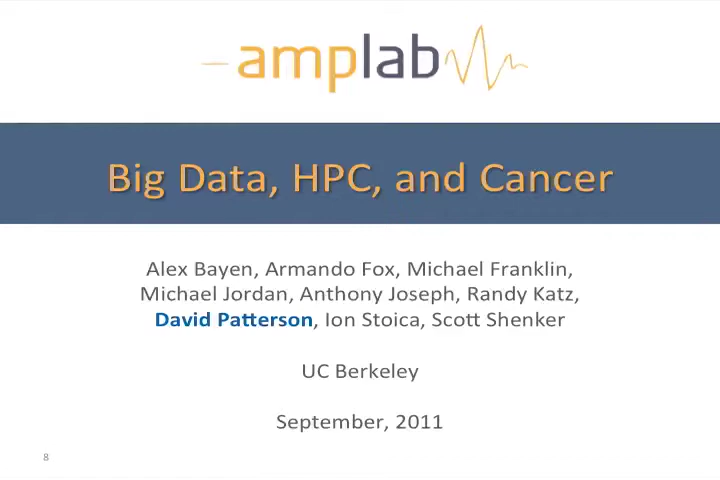 amplab
Big Data, HPC, and Cancer
Alex Bayen, Armando Fox, Michael Franklin,
Michael Jordan, Anthony Joseph, Randy Katz,
David Patterson, Ion Stoica, Scott Shenker
UC Berkeley
September, 2011
8